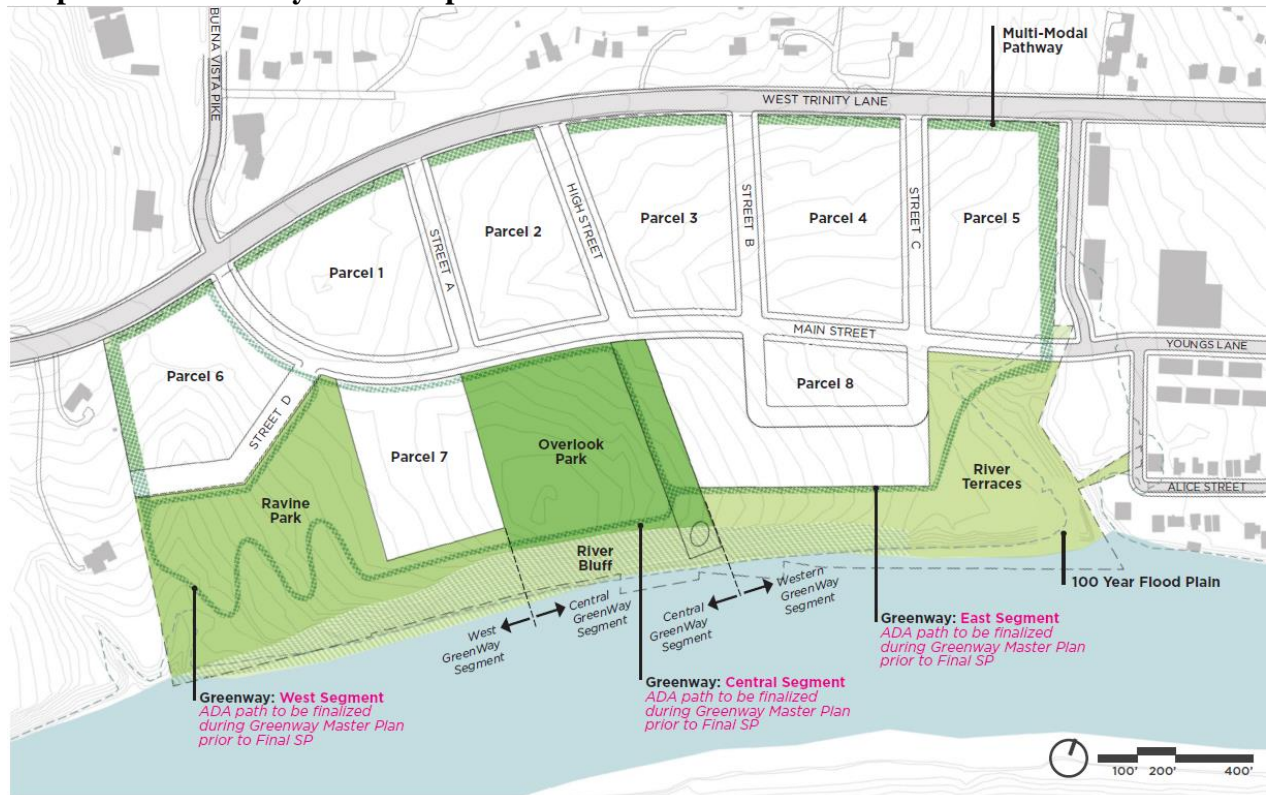 BUENA VISTA PIKE
Multi-Modal
Pathway
WEST TRINITY LANE
Parcel 1
STREET A
Parcel 2
HIGH STREET
Parcel 3
STREET B
Parcel 4
STREET C
Parcel 5
MAIN STREET
YOUNGS LANE
Parcel 6
STREET D
Parcel 7
Parcel 8
Overlook
Park
Ravine
Park
River
Terraces
ALICE STREET
River
Bluff
100 Year Flood Plain
West
GreenWay
Segment
Central
GreenWay
Segment
Central
GreenWay
Segment
Western
GreenWay
Segment
Greenway: East Segment
ADA path to be finalized
during Greenway Master Plan
prior to Final SP
Greenway: West Segment
ADA path to be finalized
during Greenway Master Plan
prior to Final SP
Greenway: Central Segment
ADA path to be finalized
during Greenway Master Plan
prior to Final SP
100' 200' 400'